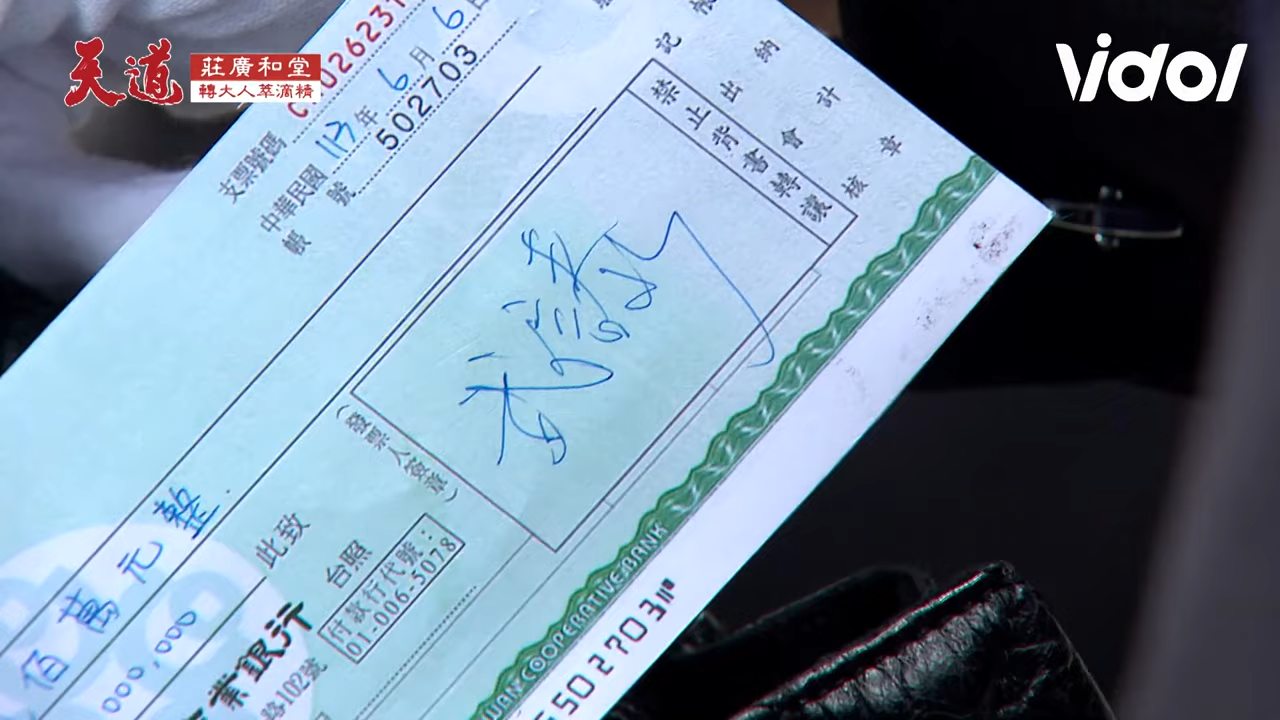 天道
莊廣和堂
轉大人萃滴精
vidol
支票號碼
026231
中華民國 113 年 6 月 6 日
帳號 502703
記帳
出納
會計
核章
禁止背書轉讓
(發票人簽章)
佰萬元整
000,000
此致
台照
業銀行
付款行代號：
01-006-5078
路102號
WAN COOPERATIVE BANK
5502703